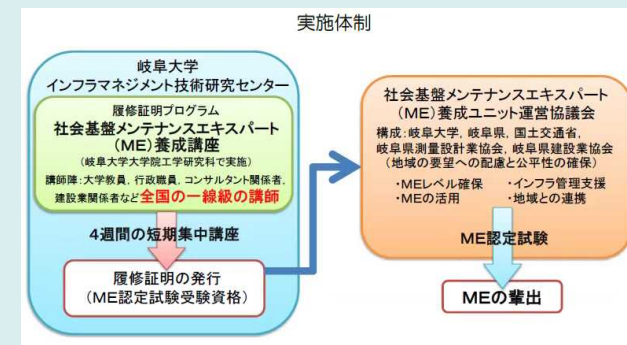 実施体制
岐阜大学
インフラマネジメント技術研究センター
履修証明プログラム
社会基盤メンテナンスエキスパート
(ME)養成講座
(岐阜大学大学院工学研究科で実施)
講師陣:大学教員, 行政職員, コンサルタント関係者,
建設業関係者など全国の一線級の講師
4週間の短期集中講座
履修証明の発行
(ME認定試験受験資格)
社会基盤メンテナンスエキスパート
(ME)養成ユニット運営協議会
構成:岐阜大学, 岐阜県, 国土交通省,
岐阜県測量設計業協会, 岐阜県建設業協会
(地域の要望への配慮と公平性の確保)
・MEレベル確保 ・インフラ管理支援
・MEの活用 ・地域との連携
ME認定試験
MEの輩出